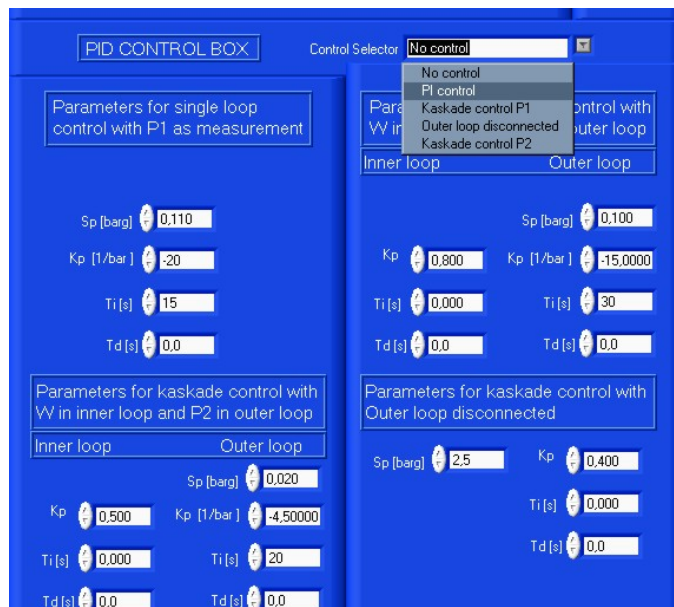 PID CONTROL BOX
Control Selector No control
No control
PI control
Kaskade control P1
Outer loop disconnected
Kaskade control P2
Parameters for single loop
control with P1 as measurement
Sp [barg] 0,110
Kp [1/bar ] -20
Ti [s] 15
Td [s] 0,0
Para ontrol with
W in outer loop
Inner loop Outer loop
Sp [barg] 0,100
Kp 0,800 Kp [1/bar ] -15,0000
Ti [s] 0,000 Ti [s] 30
Td [s] 0,0 Td [s] 0,0
Parameters for kaskade control with
W in inner loop and P2 in outer loop
Inner loop Outer loop
Sp [barg] 0,020
Kp 0,500 Kp [1/bar ] -4,50000
Ti [s] 0,000 Ti [s] 20
Td [s] 0,0 Td [s] 0,0
Parameters for kaskade control with
Outer loop disconnected
Sp [barg] 2,5 Kp 0,400
Ti [s] 0,000
Td [s] 0,0